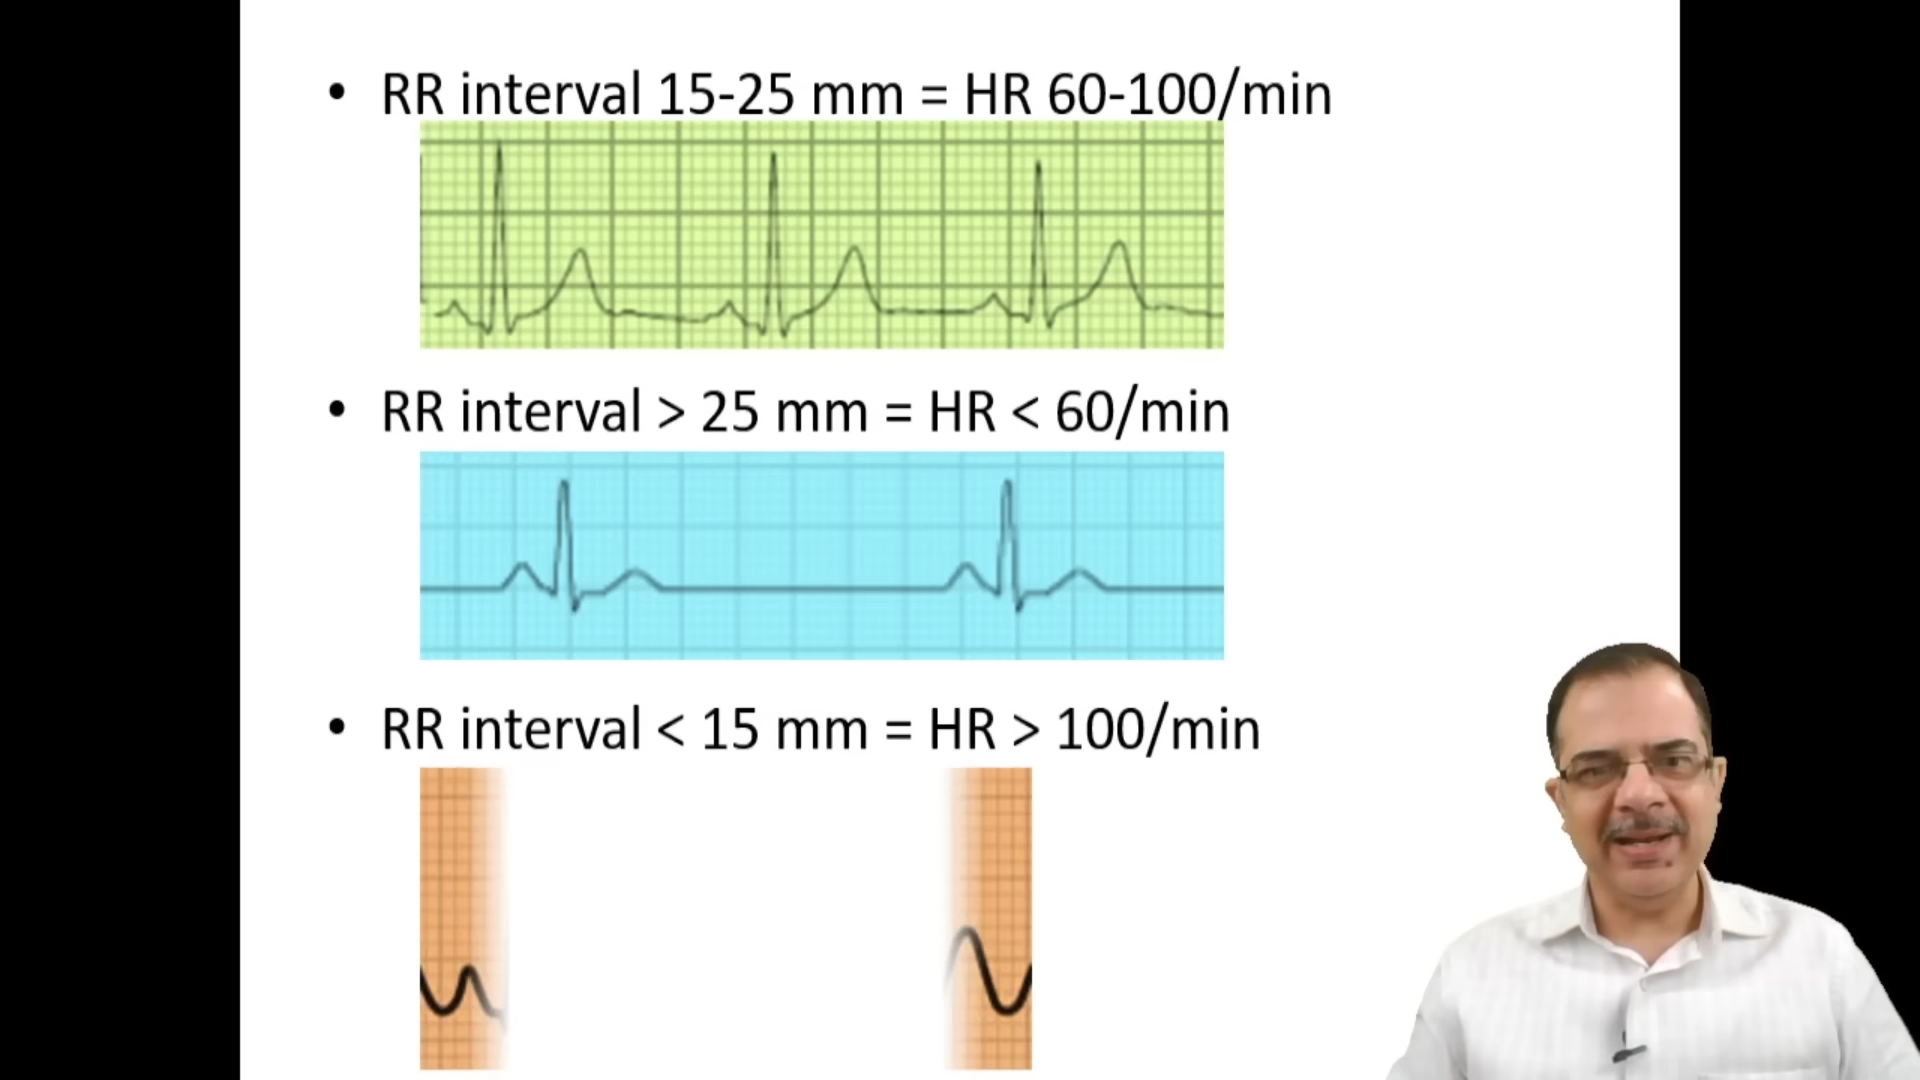 • RR interval 15-25 mm = HR 60-100/min
• RR interval > 25 mm = HR < 60/min
• RR interval < 15 mm = HR > 100/min